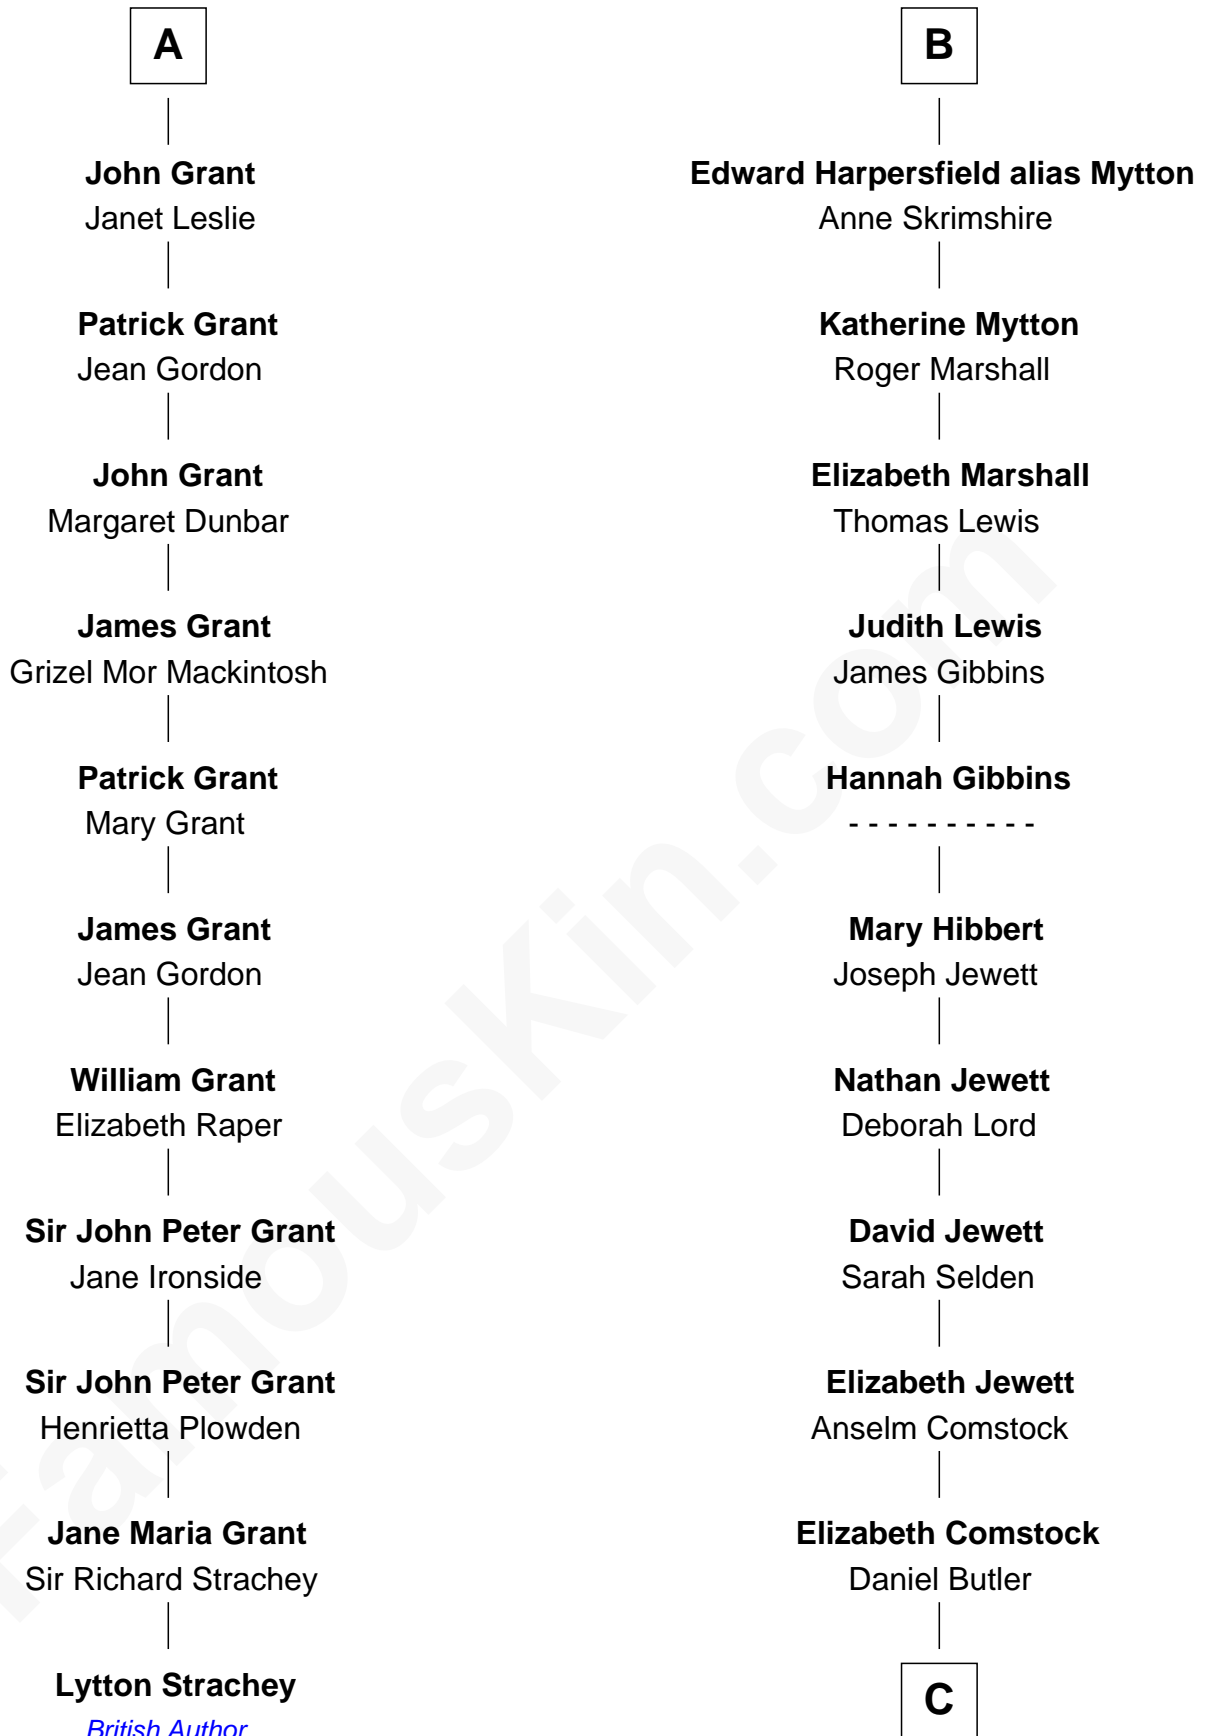 A
John Grant
Janet Leslie
Patrick Grant
Jean Gordon
John Grant
Margaret Dunbar
James Grant
Grizel Mor Mackintosh
Patrick Grant
Mary Grant
James Grant
Jean Gordon
William Grant
Elizabeth Raper
Sir John Peter Grant
Jane Ironside
Sir John Peter Grant
Henrietta Plowden
Jane Maria Grant
Sir Richard Strachey
Lytton Strachey
British Author
B
Edward Harpersfield alias Mytton
Anne Skrimshire
Katherine Mytton
Roger Marshall
Elizabeth Marshall
Thomas Lewis
Judith Lewis
James Gibbins
Hannah Gibbins
- - - - - - - - - -
Mary Hibbert
Joseph Jewett
Nathan Jewett
Deborah Lord
David Jewett
Sarah Selden
Elizabeth Jewett
Anselm Comstock
Elizabeth Comstock
Daniel Butler
C
FamousKin.com